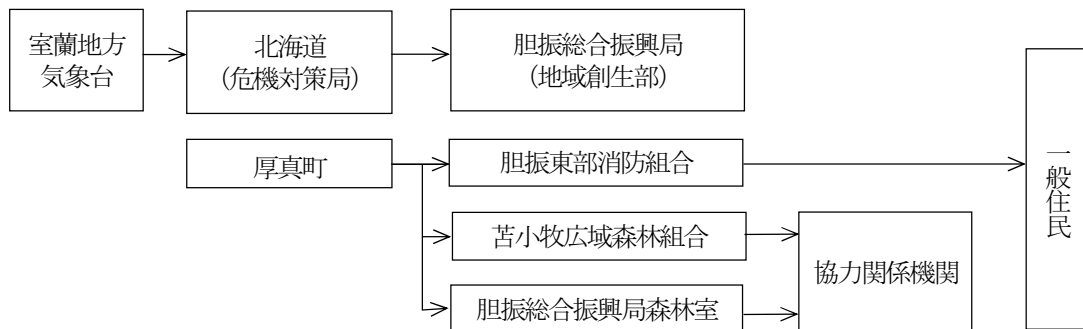 室蘭地方
気象台
北海道
（危機対策局）
胆振総合振興局
（地域創生部）
厚真町
胆振東部消防組合
一般住民
苫小牧広域森林組合
協力関係機関
胆振総合振興局森林室